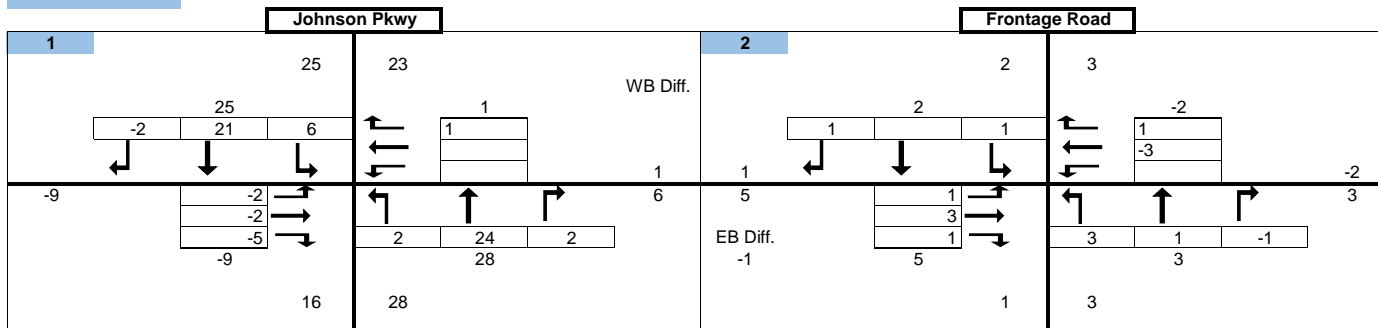 Johnson Pkwy Frontage Road
1 2
25 23 2 3
WB Diff.
25 1 2 -2
-2 21 6 1 1 1 1
-3
1 1 -2
-9 6 5 3
-2 1
-2 3
-5 2 24 2 EB Diff. 1 3 1 -1
-9 28 -1 5 3
16 28 1 3